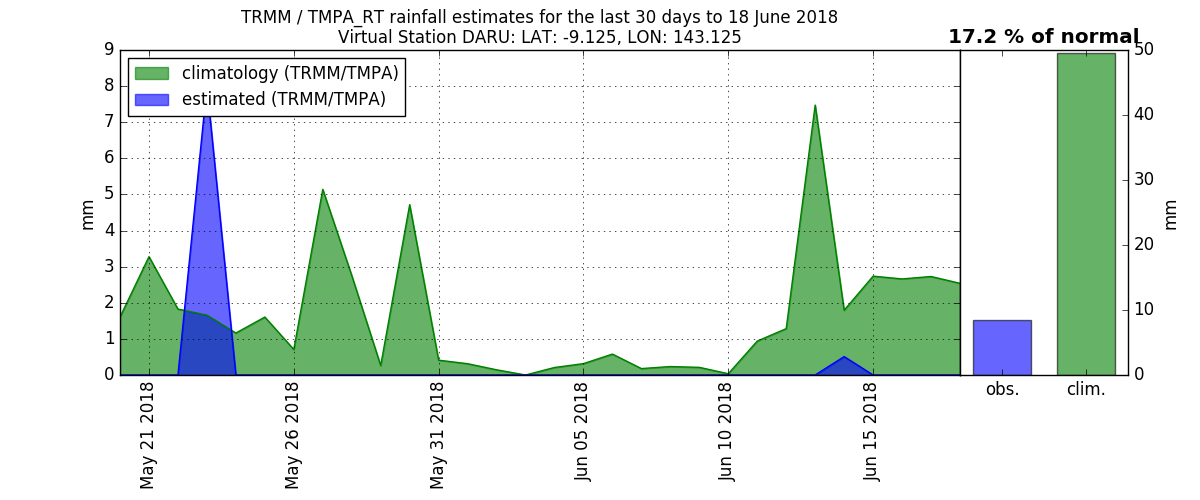 TRMM / TMPA_RT rainfall estimates for the last 30 days to 18 June 2018
Virtual Station DARU: LAT: -9.125, LON: 143.125
17.2 % of normal
climatology (TRMM/TMPA)
estimated (TRMM/TMPA)
9
8
7
6
5
4
3
2
1
0
mm
May 21 2018
May 26 2018
May 31 2018
Jun 05 2018
Jun 10 2018
Jun 15 2018
obs.
clim.
50
40
30
20
10
0
mm